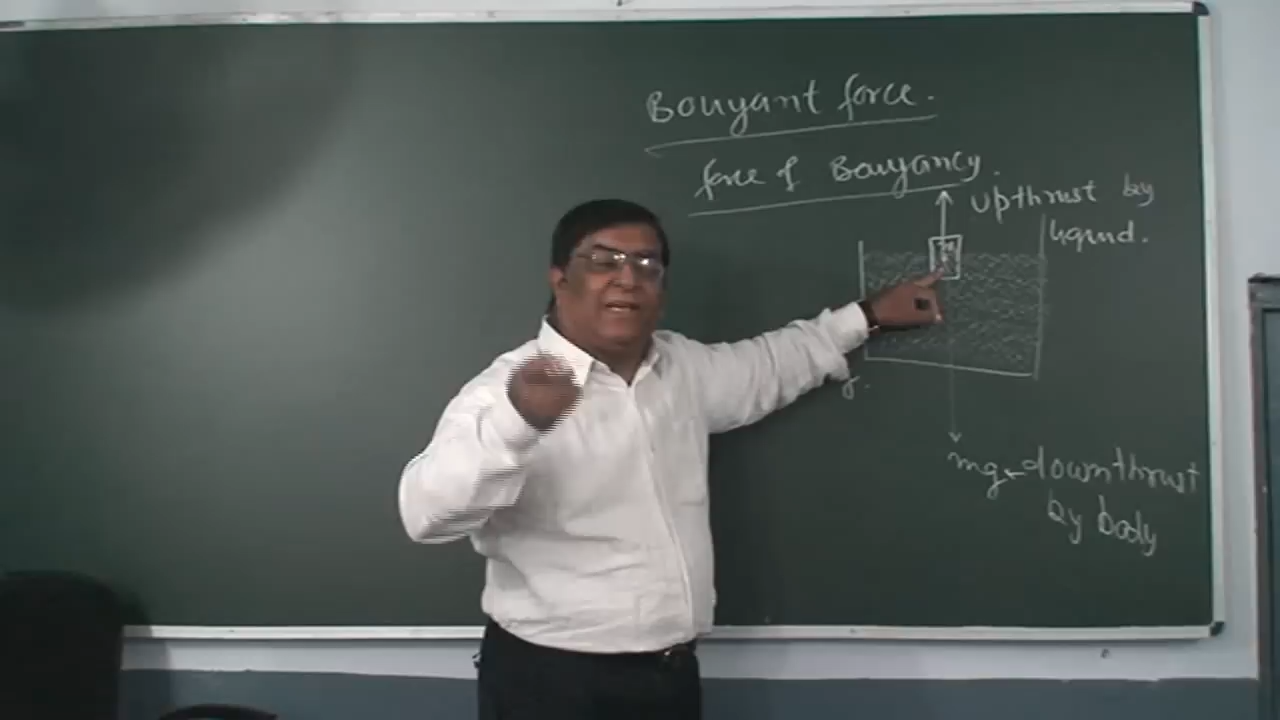 Bouyant force.
force of Bouyancy.
Upthrust by
liquid.
m
mg ← downthrust
by body